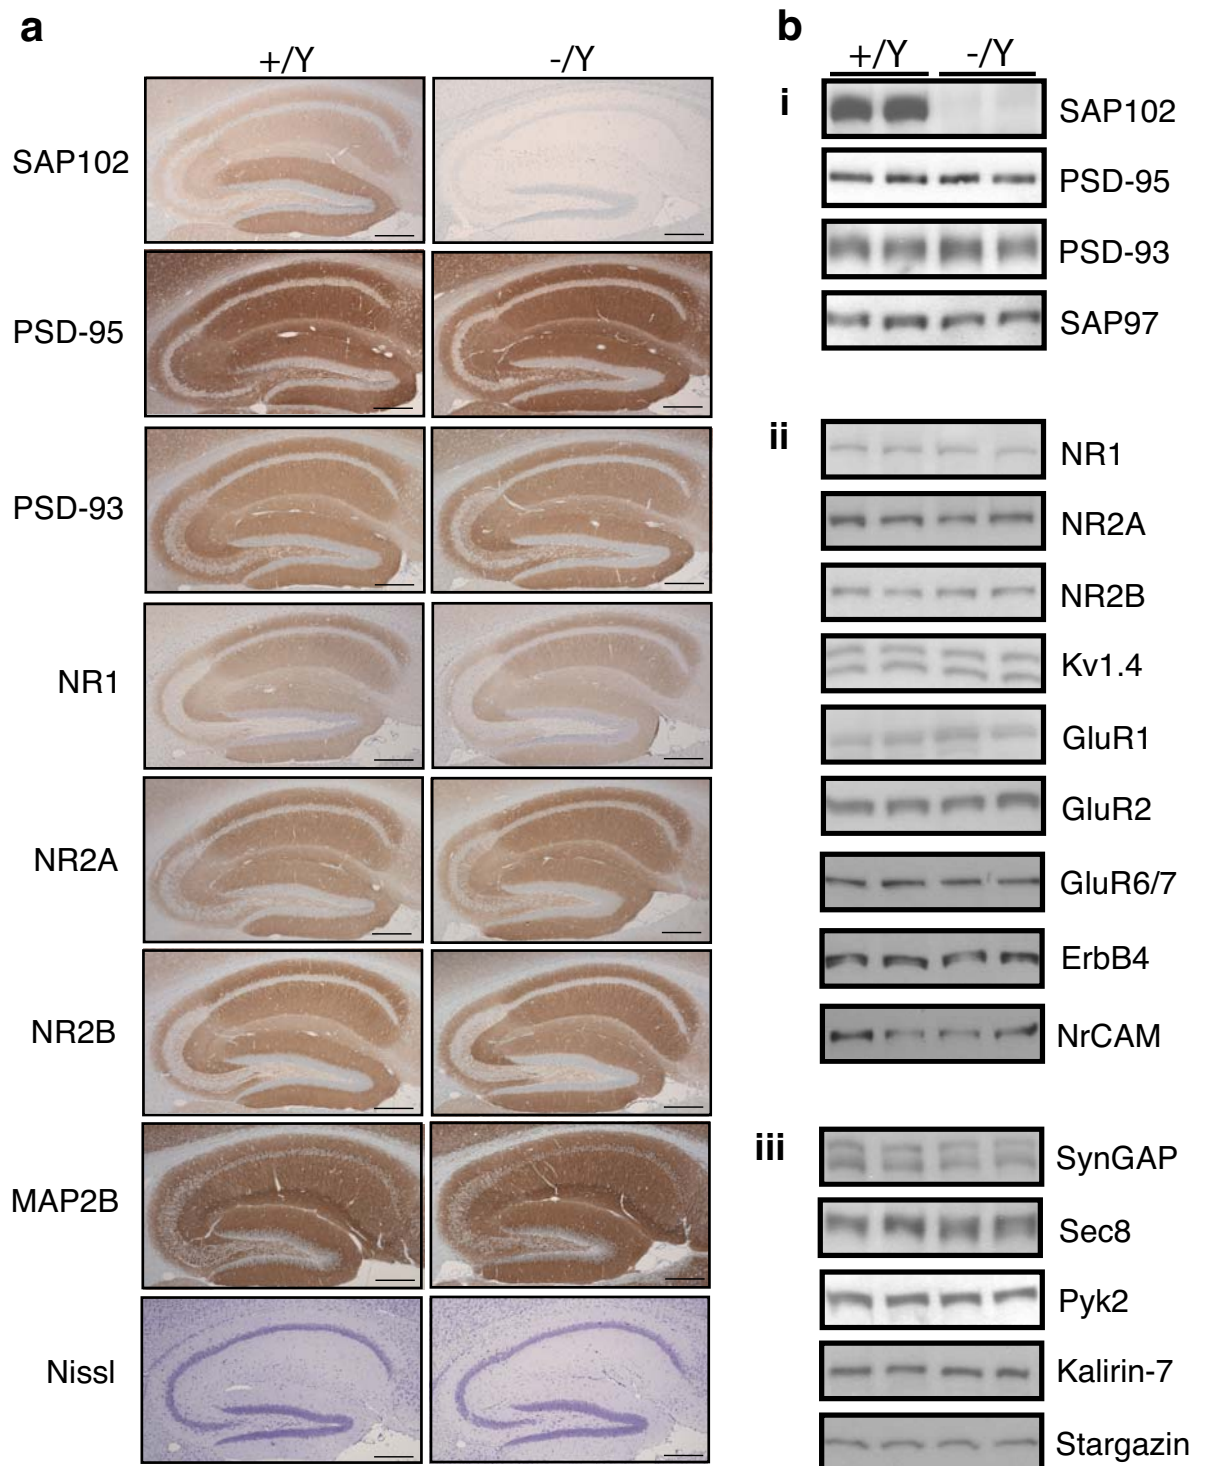 a
+/Y -/Y
SAP102
PSD-95
PSD-93
NR1
NR2A
NR2B
MAP2B
Nissl
b
+/Y -/Y
i
SAP102
PSD-95
PSD-93
SAP97
ii
NR1
NR2A
NR2B
Kv1.4
GluR1
GluR2
GluR6/7
ErbB4
NrCAM
iii
SynGAP
Sec8
Pyk2
Kalirin-7
Stargazin